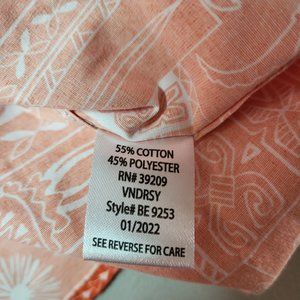 55% COTTON
45% POLYESTER
RN# 39209
VNDRSY
Style# BE 9253
01/2022
SEE REVERSE FOR CARE